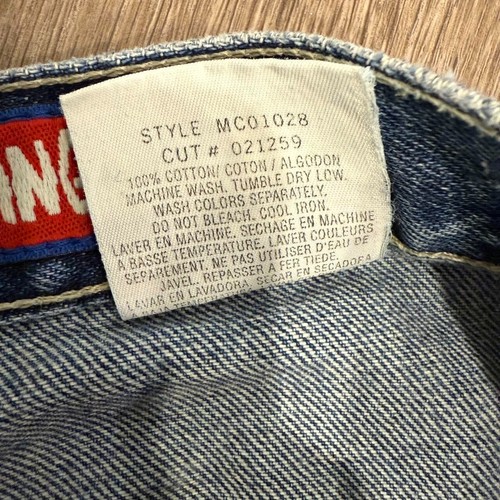 ING
STYLE MC01028
CUT # 021259
100% COTTON/ COTON/ ALGODON
MACHINE WASH. TUMBLE DRY LOW.
WASH COLORS SEPARATELY.
DO NOT BLEACH. COOL IRON.
LAVER EN MACHINE. SECHAGE EN MACHINE
A BASSE TEMPERATURE. LAVER COULEURS
SEPAREMENT. NE PAS UTILISER D'EAU DE
JAVEL. REPASSER A FER TIEDE.
LAVAR EN LAVADORA. SECAR EN SECADORA